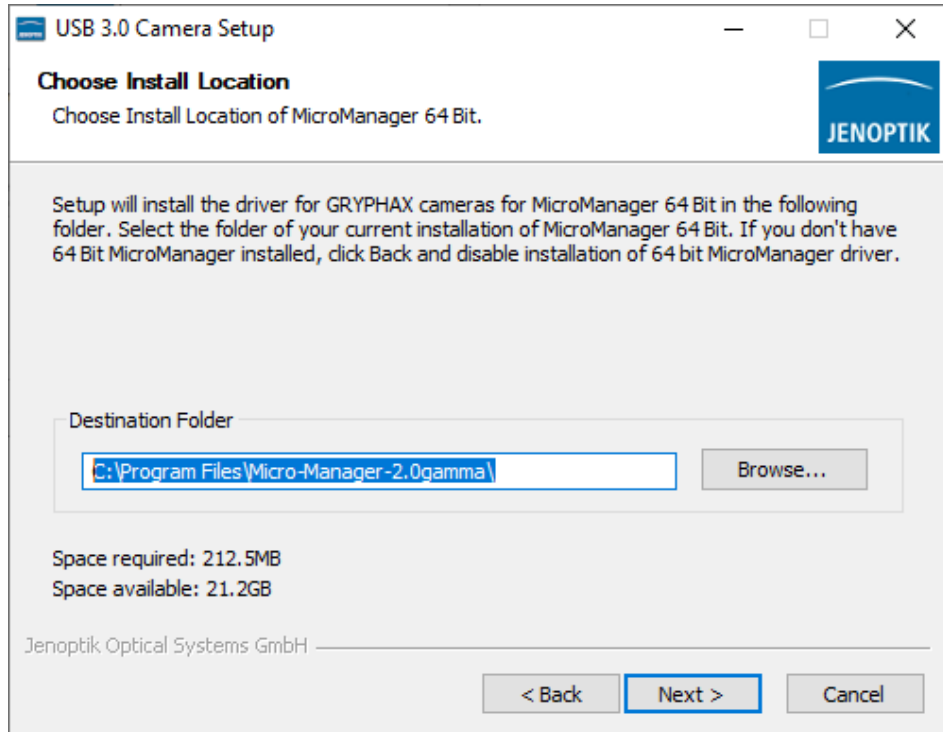 USB 3.0 Camera Setup
Choose Install Location
Choose Install Location of MicroManager 64 Bit.
JENOPTIK
Setup will install the driver for GRYPHAX cameras for MicroManager 64 Bit in the following
folder. Select the folder of your current installation of MicroManager 64 Bit. If you don't have
64 Bit MicroManager installed, click Back and disable installation of 64 bit MicroManager driver.
Destination Folder
C:\Program Files\Micro-Manager-2.0gamma\
Browse...
Space required: 212.5MB
Space available: 21.2GB
Jenoptik Optical Systems GmbH
< Back
Next >
Cancel